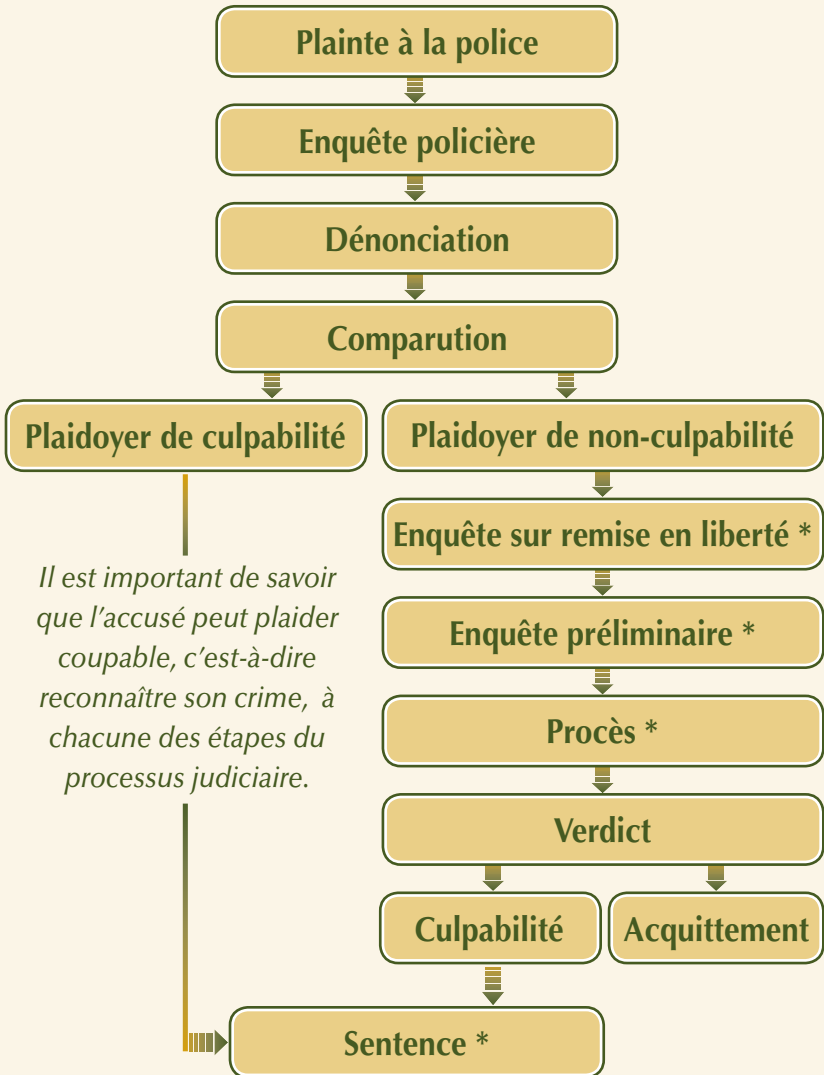 Plainte à la police
Enquête policière
Dénonciation
Comparution
Plaidoyer de culpabilité
Plaidoyer de non-culpabilité
Il est important de savoir
que l'accusé peut plaider
coupable, c'est-à-dire
reconnaître son crime, à
chacune des étapes du
processus judiciaire.
Enquête sur remise en liberté *
Enquête préliminaire *
Procès *
Verdict
Culpabilité
Acquittement
Sentence *